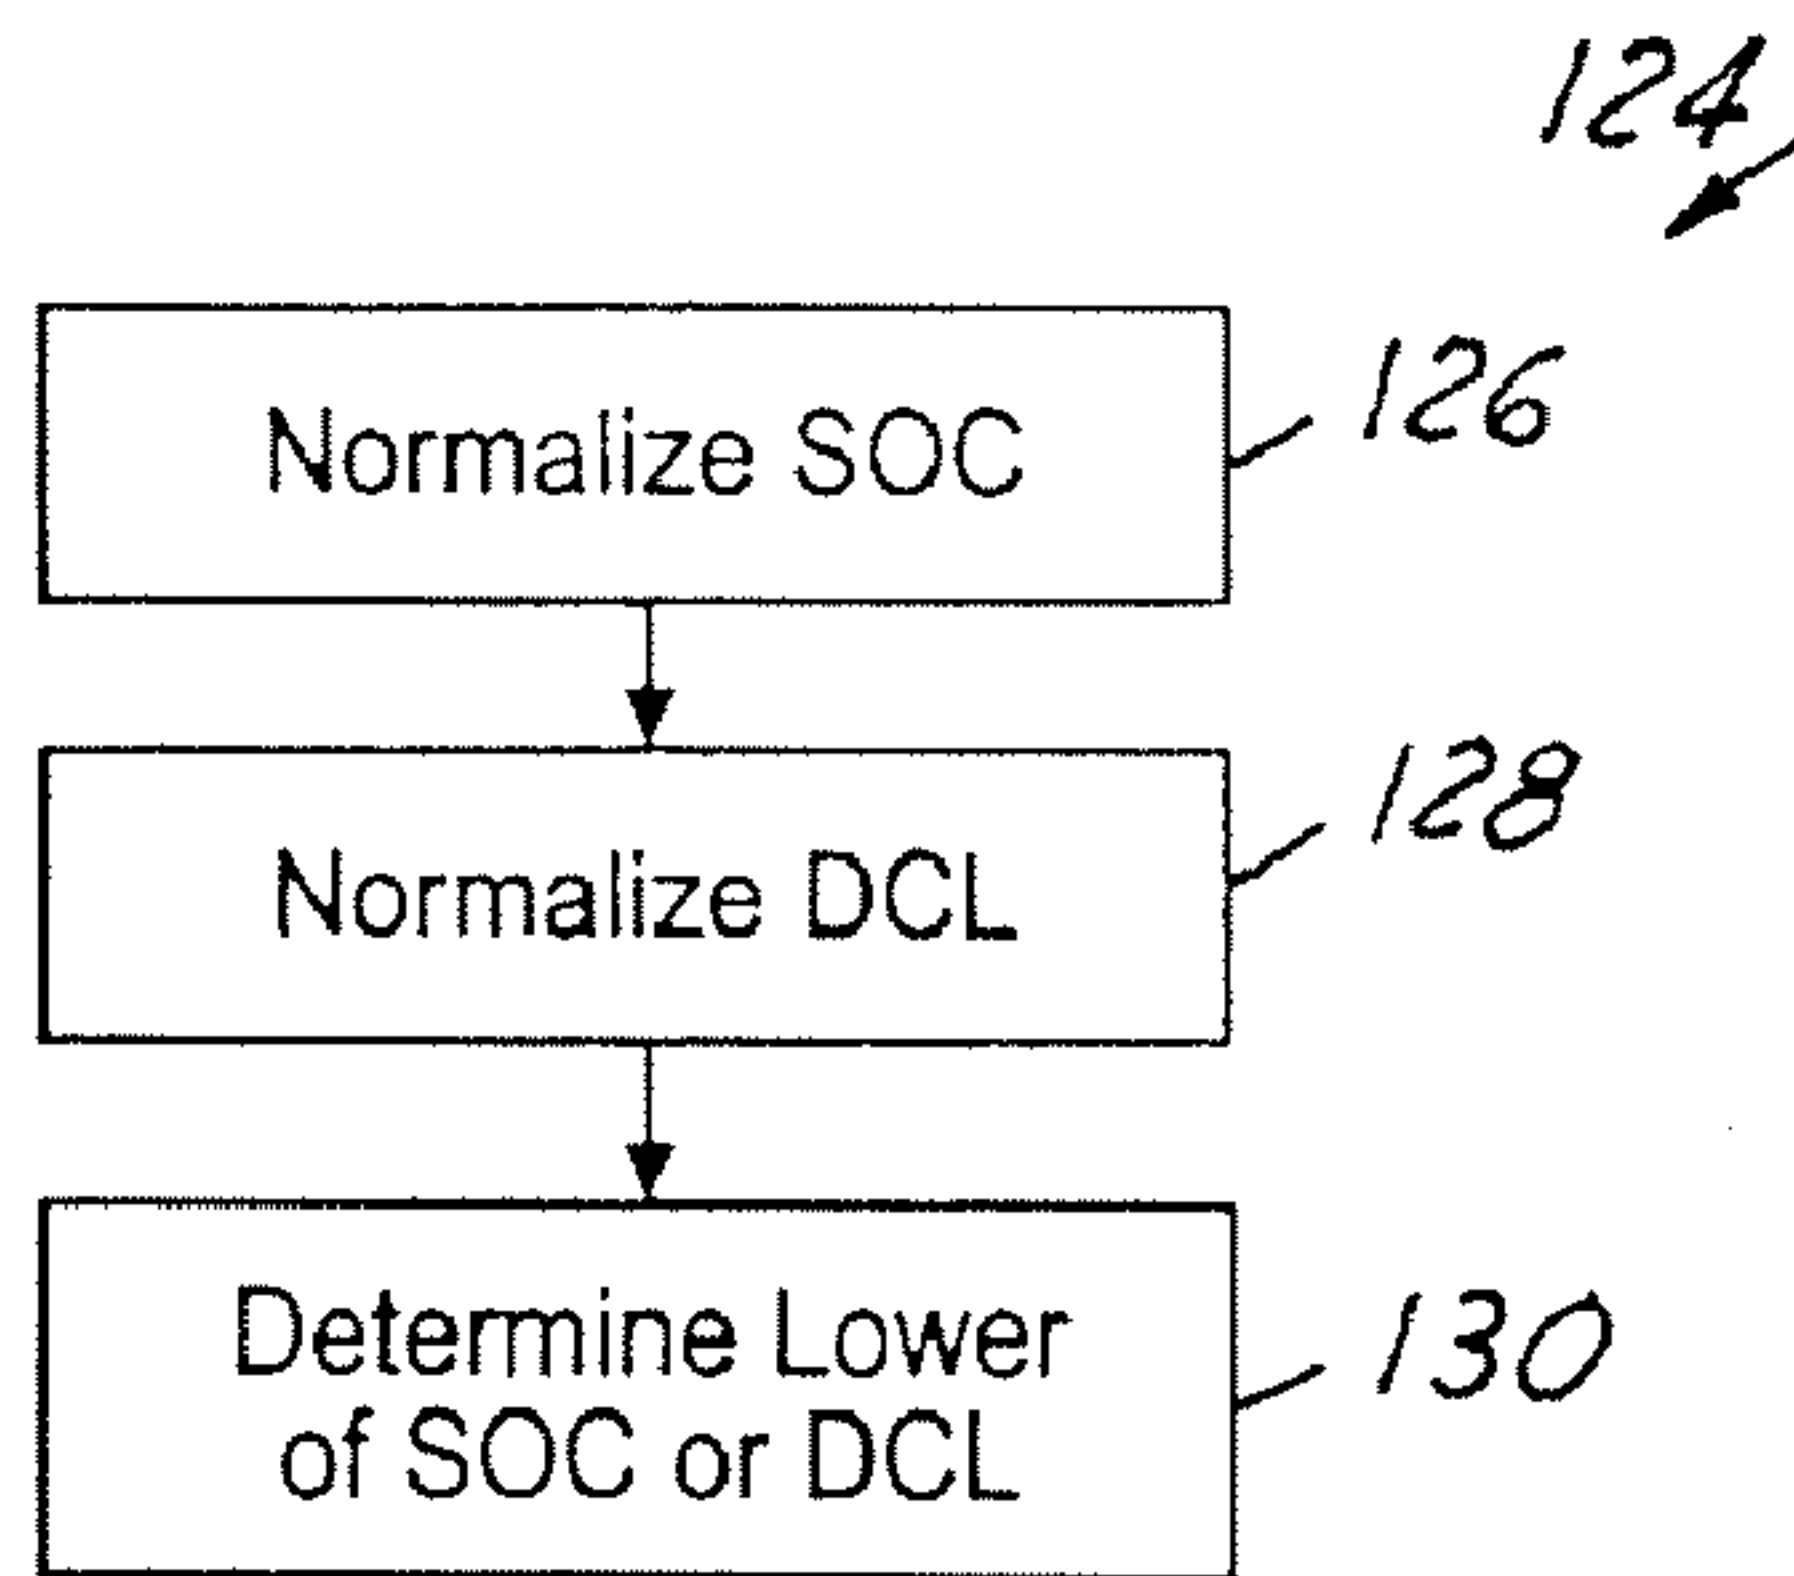 124
Normalize SOC
126
Normalize DCL
128
Determine Lower
of SOC or DCL
130